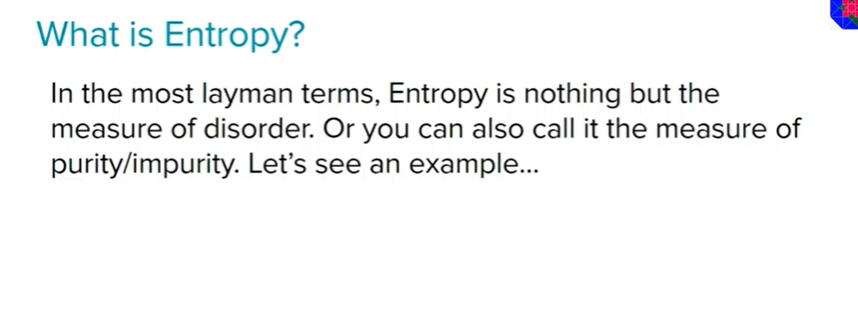 What is Entropy?
In the most layman terms, Entropy is nothing but the
measure of disorder. Or you can also call it the measure of
purity/impurity. Let’s see an example...